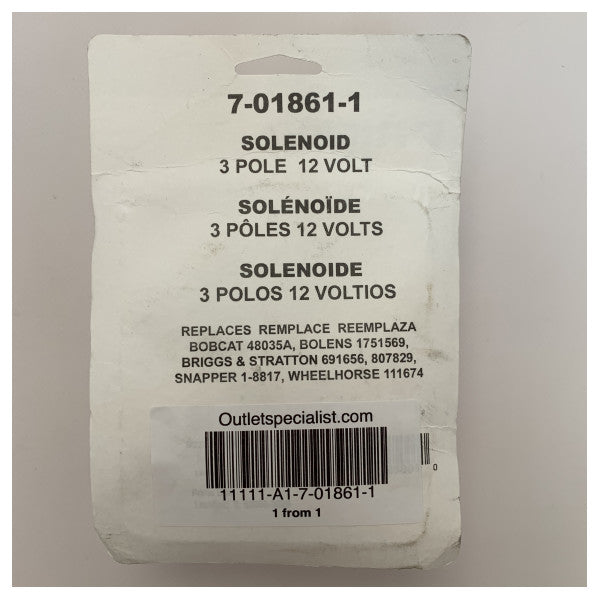 7-01861-1
SOLENOID
3 POLE 12 VOLT
SOLÉNOÏDE
3 PÔLES 12 VOLTS
SOLENOIDE
3 POLOS 12 VOLTIOS
REPLACES REMPLACE REEMPLAZA
BOBCAT 48035A, BOLENS 1751569,
BRIGGS & STRATTON 691656, 807829,
SNAPPER 1-8817, WHEELHORSE 111674
Outletspecialist.com
0
11111-A1-7-01861-1
1 from 1